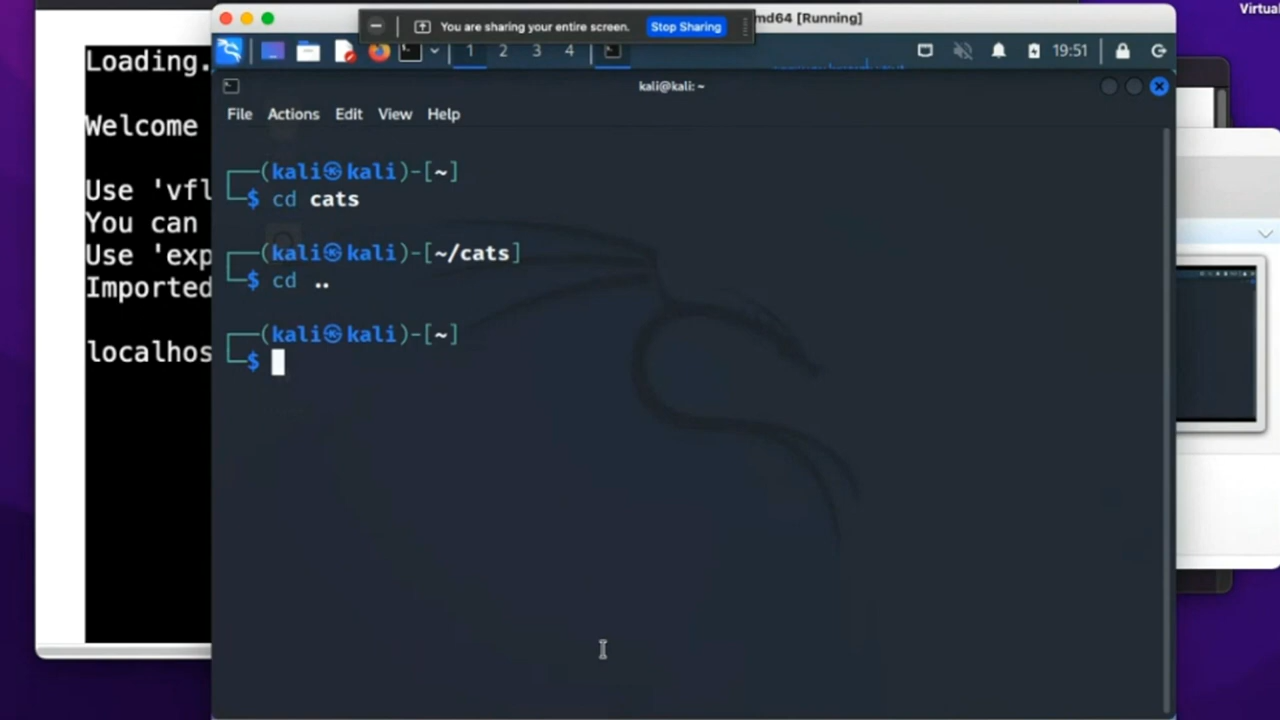 Virtual
You are sharing your entire screen. Stop Sharing
md64 [Running]
1 2 3 4
19:51
kali@kali: ~
File Actions Edit View Help
(kali㉿kali)-[~]
$ cd cats
(kali㉿kali)-[~/cats]
$ cd ..
(kali㉿kali)-[~]
$
Loading.
Welcome
Use 'vfl
You can
Use 'exp
Imported
localhos